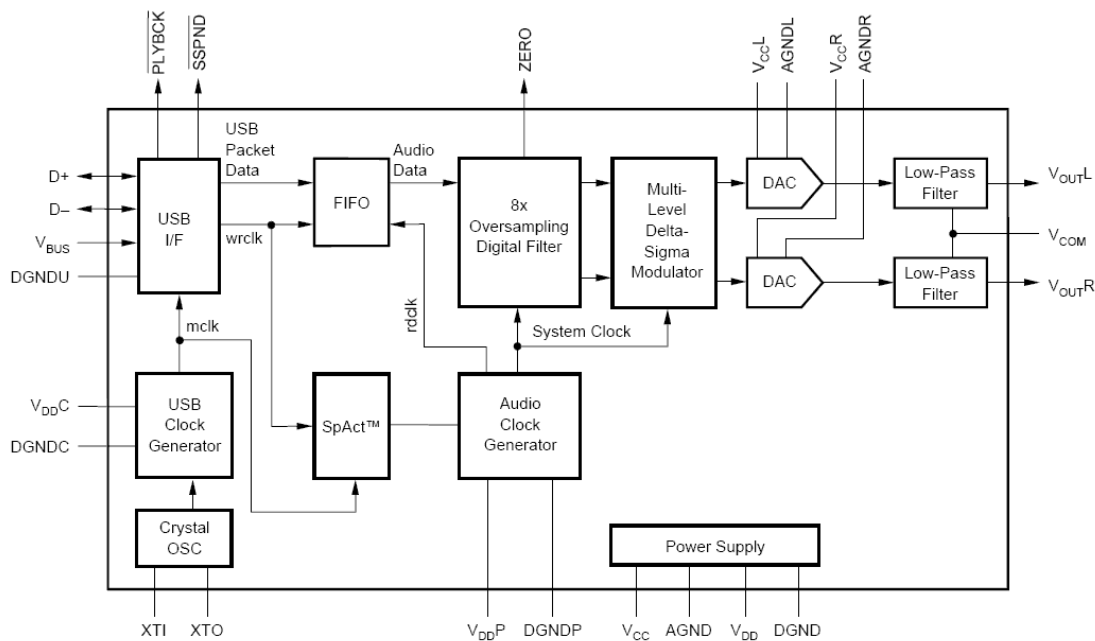 PLYBCK
SSPND
ZERO
VCCL
AGNDL
VCCR
AGNDR
USB
Packet
Data
Audio
Data
D+
D–
VBUS
DGNDU
USB
I/F
FIFO
wrclk
8x
Oversampling
Digital Filter
Multi-
Level
Delta-
Sigma
Modulator
DAC
DAC
Low-Pass
Filter
Low-Pass
Filter
VOUTL
VCOM
VOUTR
mclk
rdclk
System Clock
VDDC
DGNDC
USB
Clock
Generator
SpAct™
Audio
Clock
Generator
Crystal
OSC
Power Supply
XTI
XTO
VDDP
DGNDP
VCC
AGND
VDD
DGND